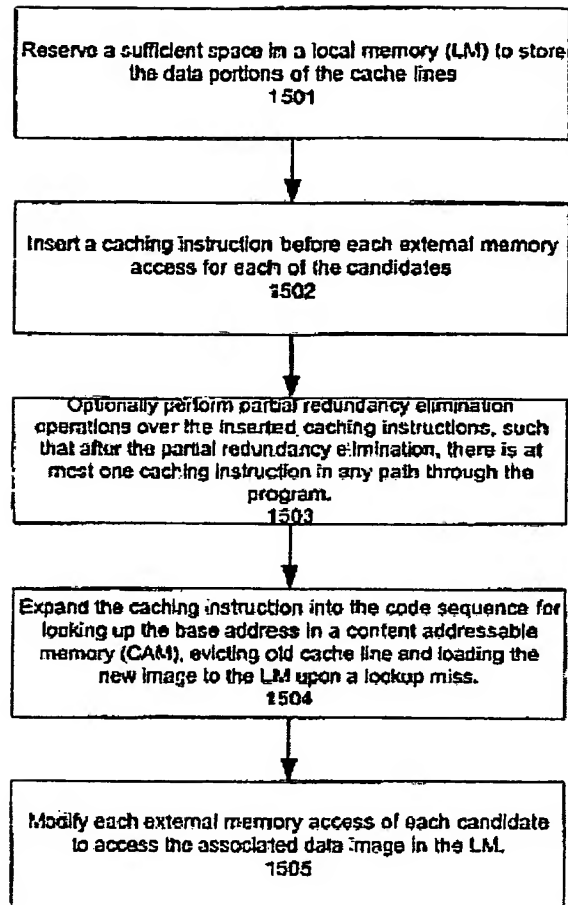 Reserve a sufficient space in a local memory (LM) to store
the data portions of the cache lines
1501
Insert a caching instruction before each external memory
access for each of the candidates
1502
Optionally perform partial redundancy elimination
operations over the inserted caching instructions, such
that after the partial redundancy elimination, there is at
most one caching instruction in any path through the
program.
1503
Expand the caching instruction into the code sequence for
looking up the base address in a content addressable
memory (CAM), evicting old cache line and loading the
new image to the LM upon a lookup miss.
1504
Modify each external memory access of each candidate
to access the associated data image in the LM.
1505